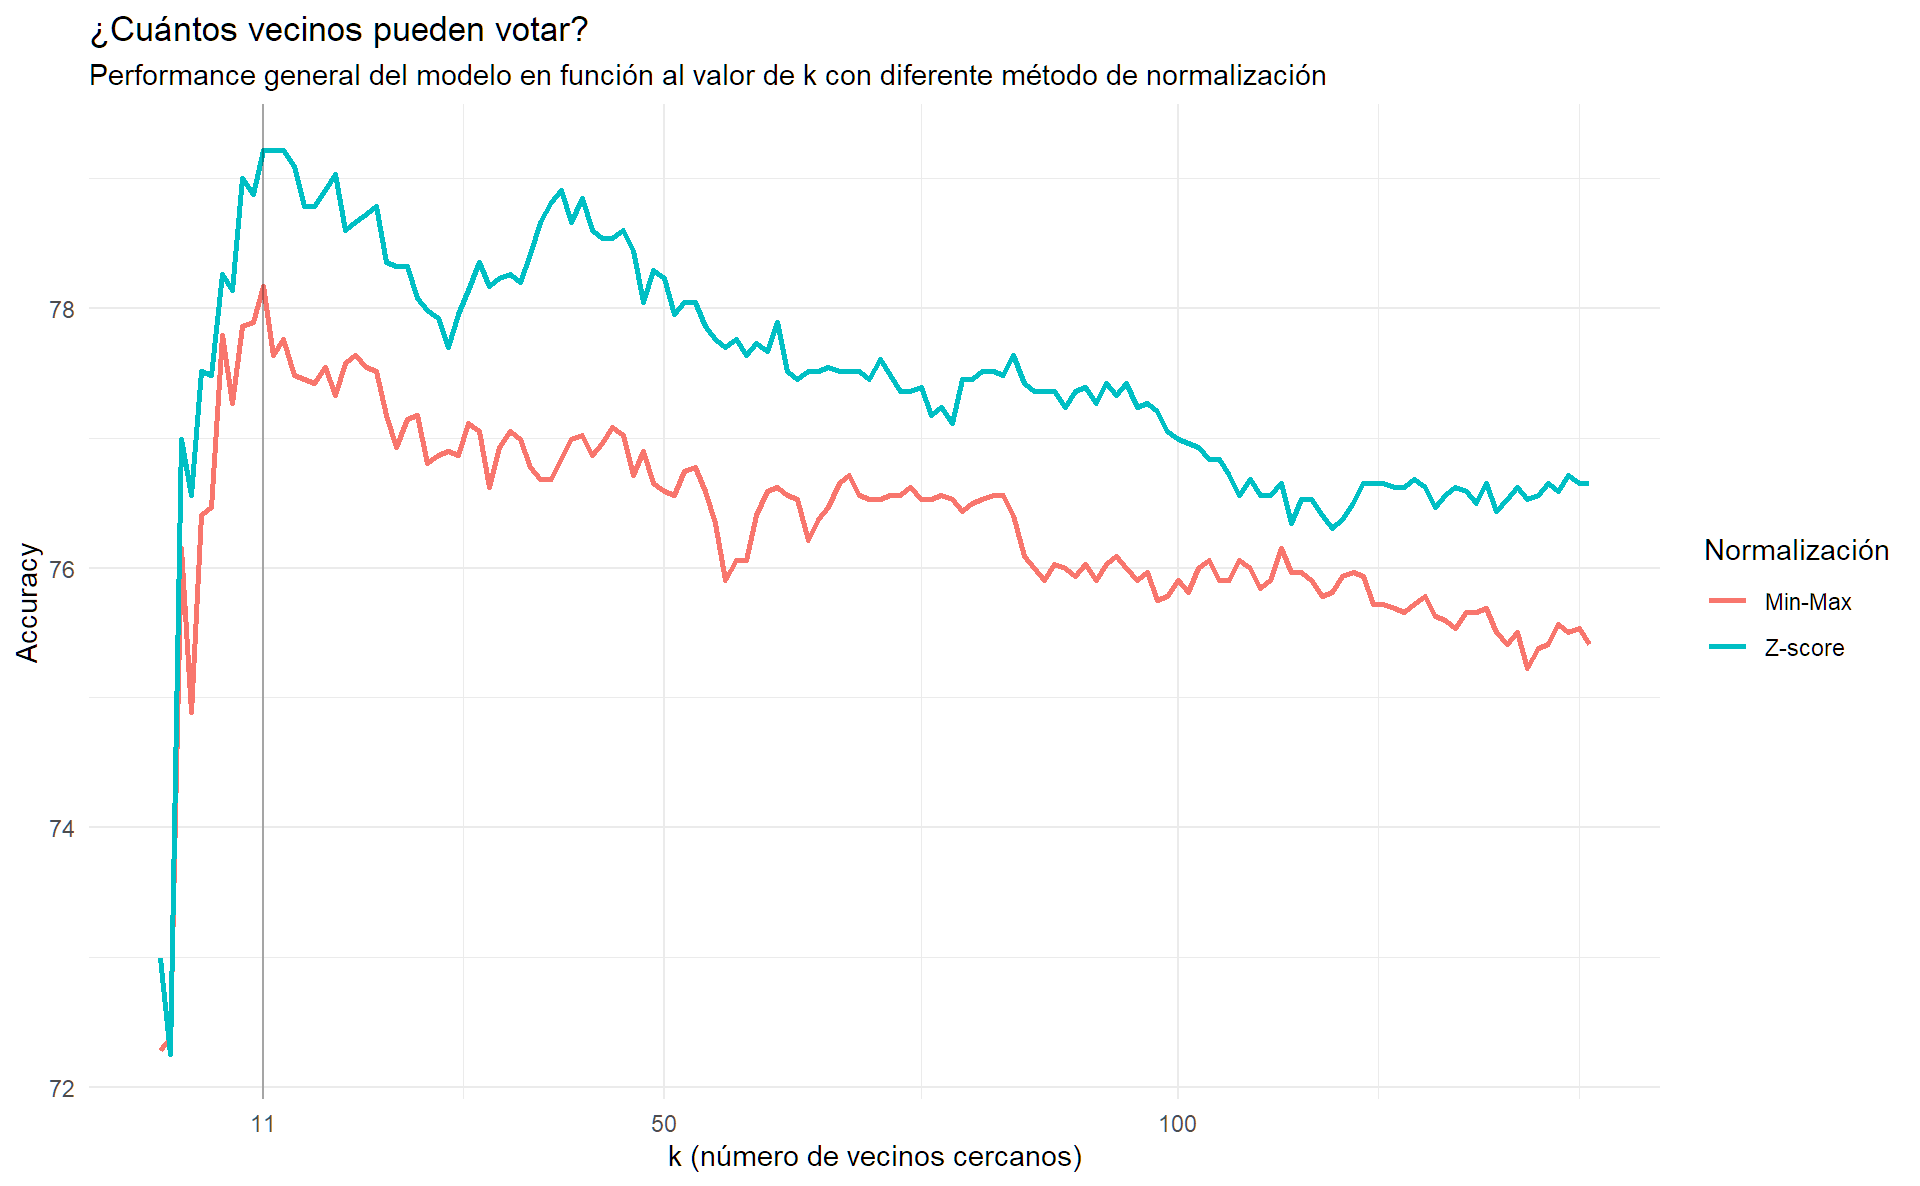 ¿Cuántos vecinos pueden votar?
Performance general del modelo en función al valor de k con diferente método de normalización
78
76
74
72
Accuracy
11
50
100
k (número de vecinos cercanos)
Normalización
Min-Max
Z-score